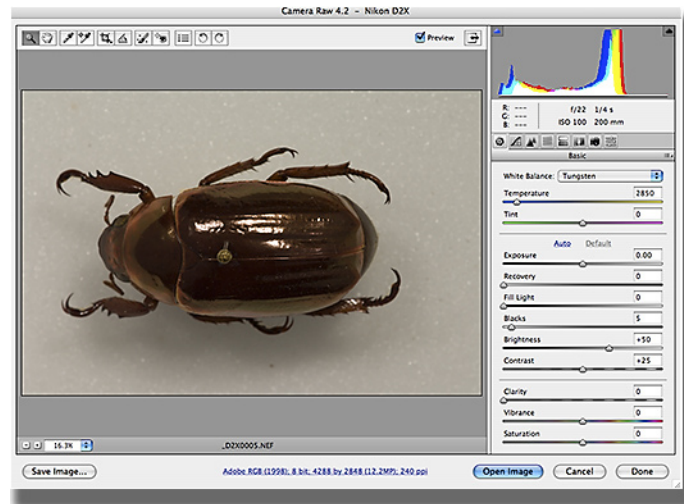 Camera Raw 4.2 – Nikon D2X
Preview
R: ---
G: ---
B: ---
f/22 1/4 s
ISO 100 200 mm
Basic
White Balance: Tungsten
Temperature 2850
Tint 0
Auto Default
Exposure 0.00
Recovery 0
Fill Light 0
Blacks 5
Brightness +50
Contrast +25
Clarity 0
Vibrance 0
Saturation 0
16.3% _D2X0005.NEF
Save Image... Adobe RGB (1998); 8 bit; 4288 by 2848 (12.2MP); 240 ppi Open Image Cancel Done